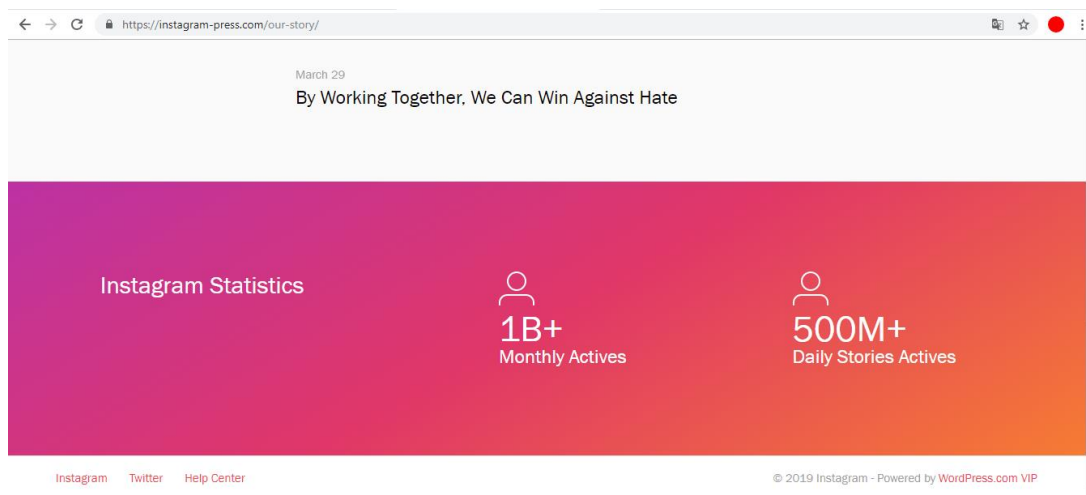 https://instagram-press.com/our-story/
March 29
By Working Together, We Can Win Against Hate
Instagram Statistics
1B+
Monthly Actives
500M+
Daily Stories Actives
Instagram Twitter Help Center
© 2019 Instagram - Powered by WordPress.com VIP